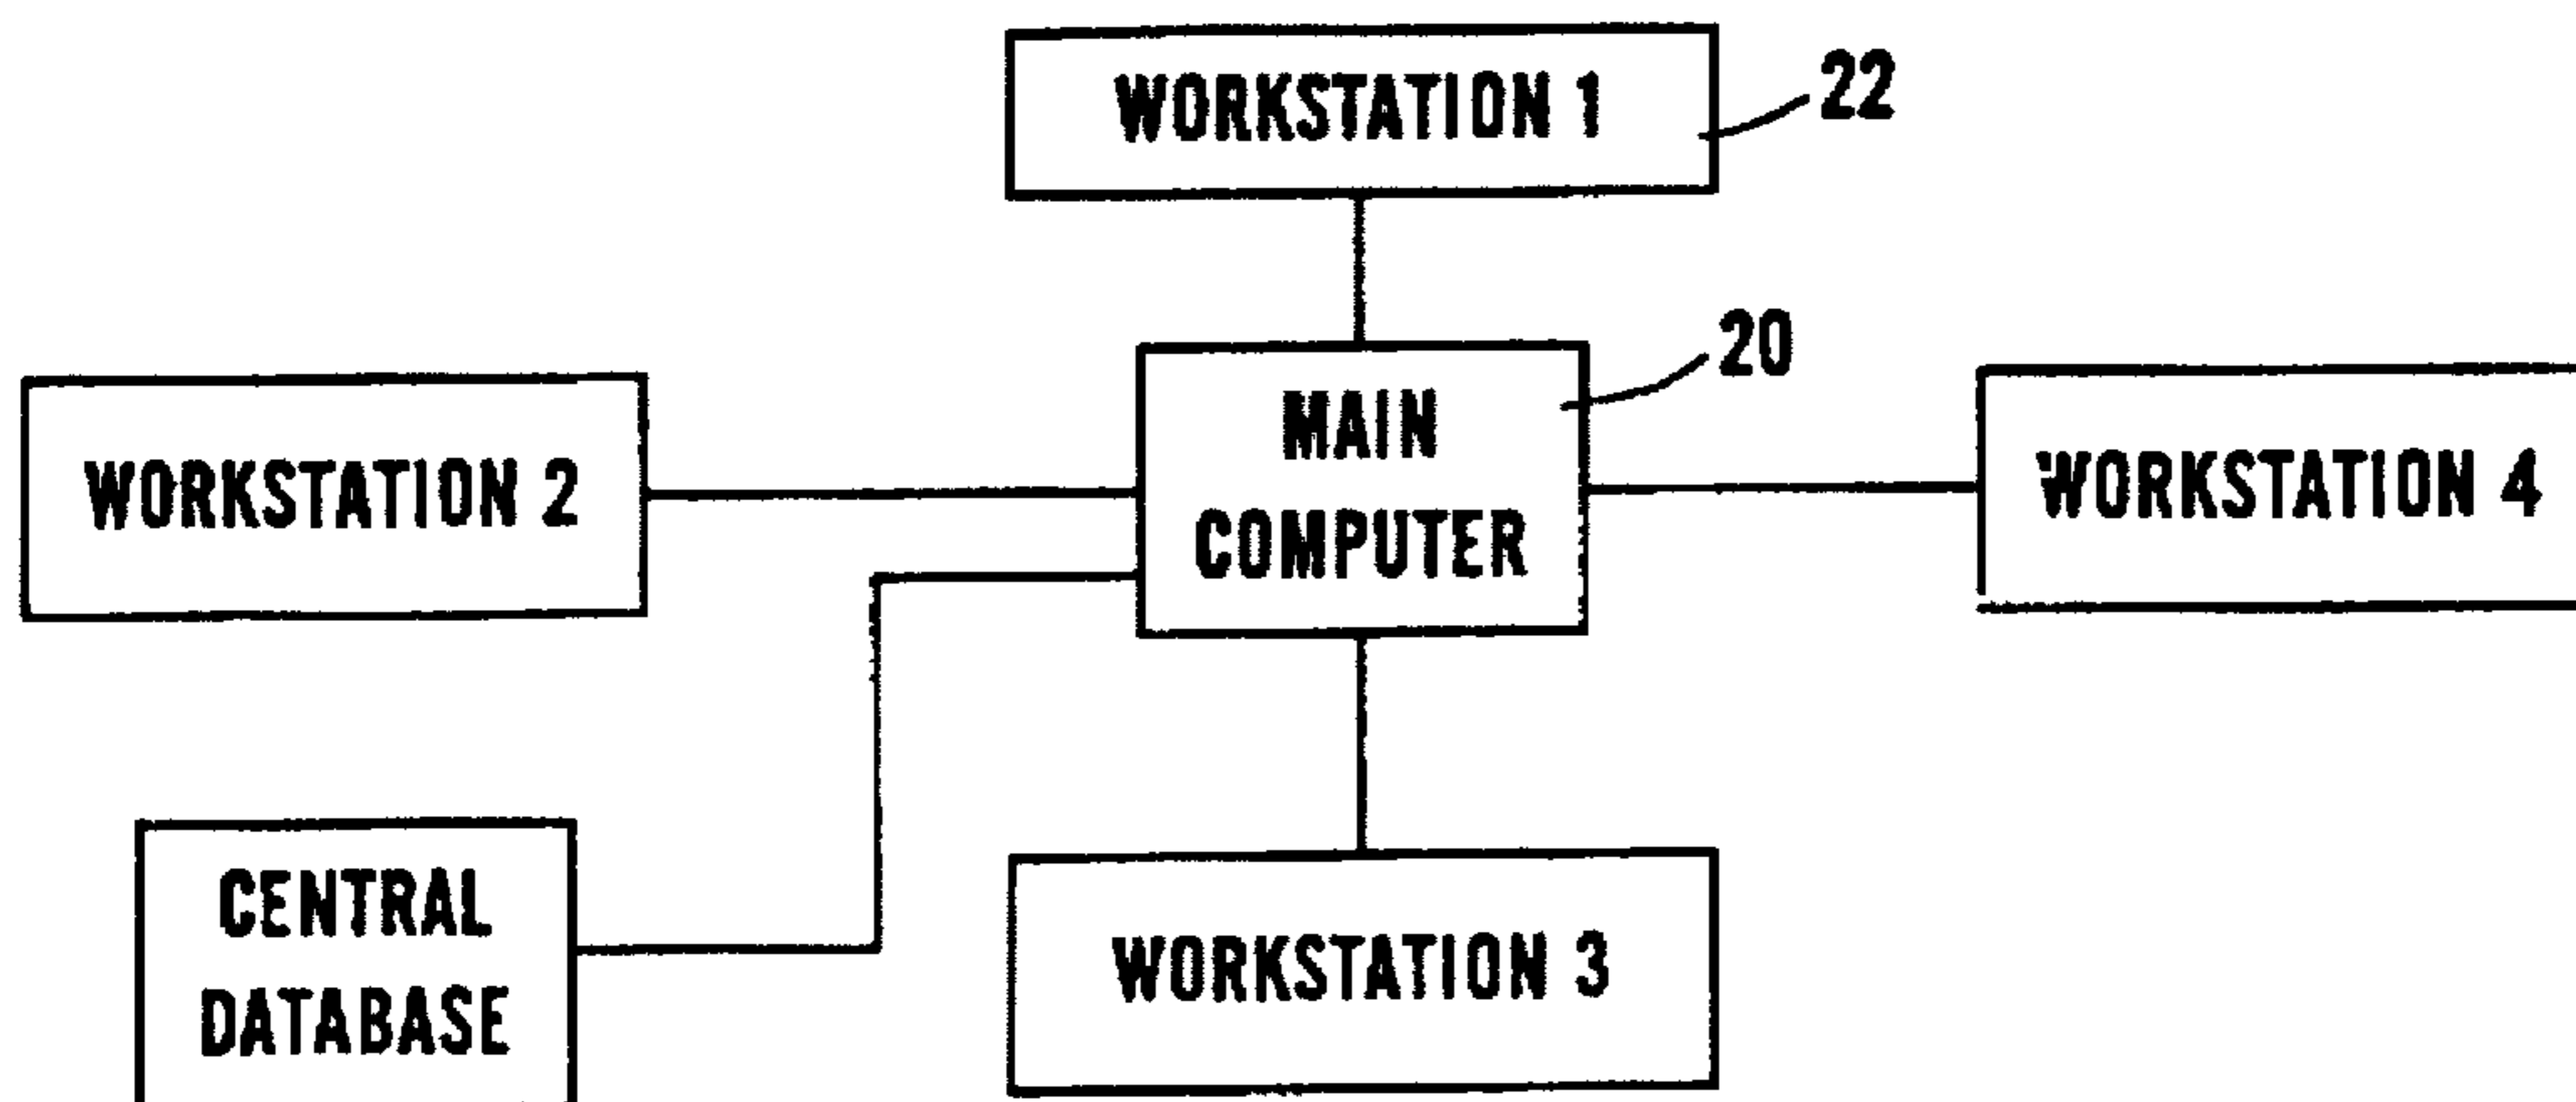 WORKSTATION 1
22
20
MAIN
COMPUTER
WORKSTATION 2
WORKSTATION 4
CENTRAL
DATABASE
WORKSTATION 3